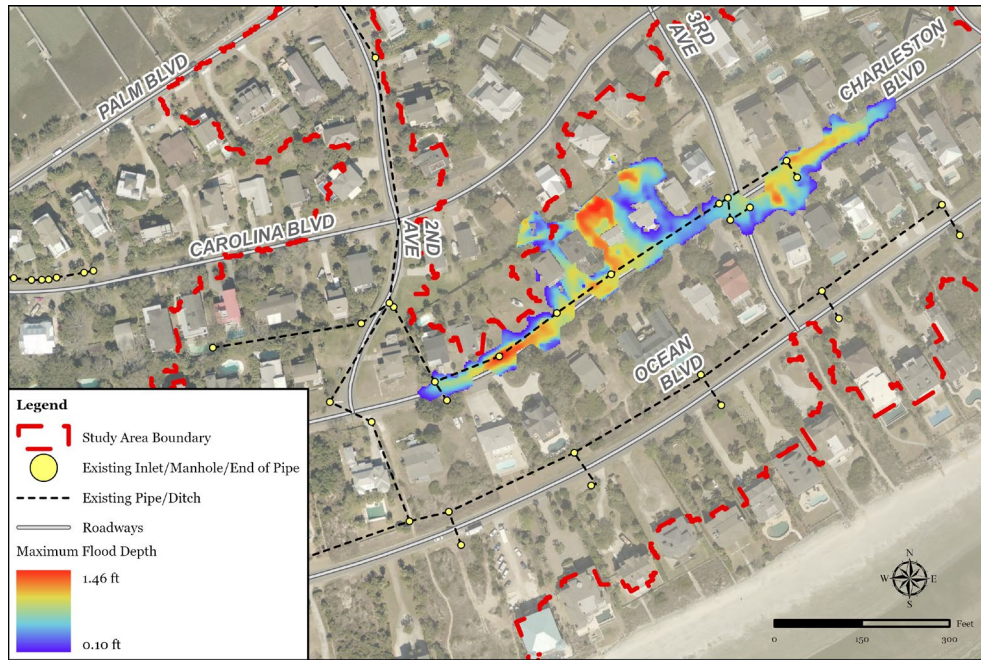 PALM BLVD
3RD
AVE
CHARLESTON
BLVD
CAROLINA BLVD
2ND
AVE
OCEAN
BLVD
Legend
Study Area Boundary
Existing Inlet/Manhole/End of Pipe
Existing Pipe/Ditch
Roadways
Maximum Flood Depth
1.46 ft
0.10 ft
N
W E
S
Feet
0 150 300